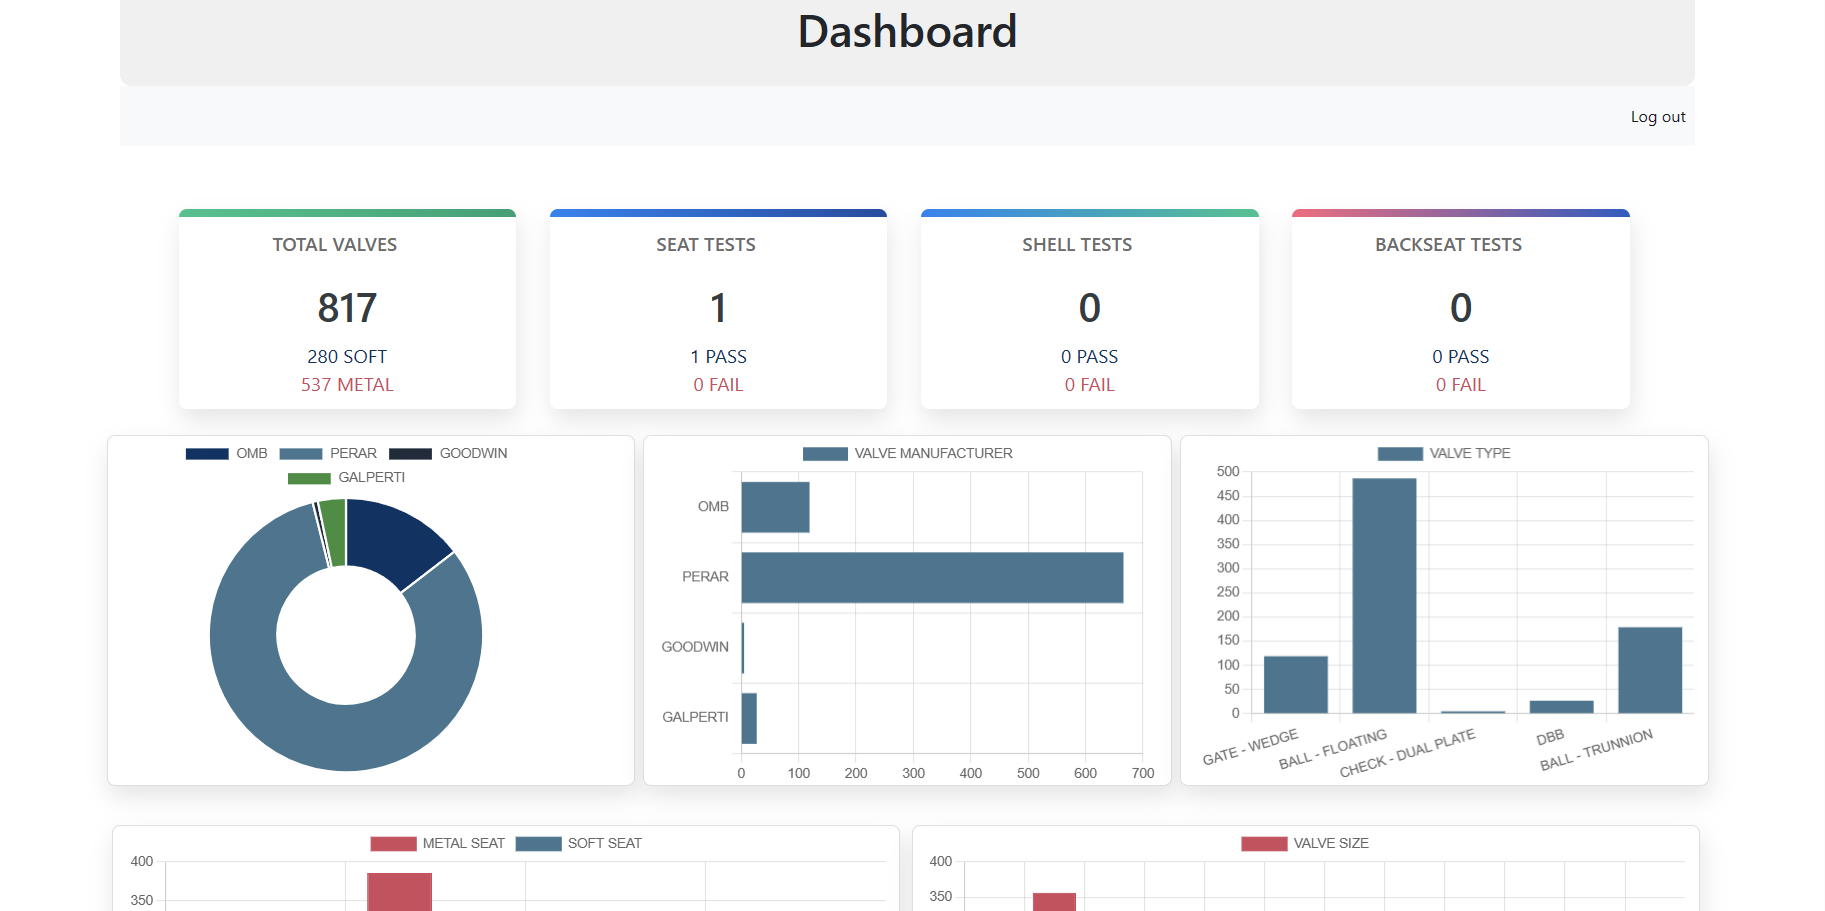 Dashboard
Log out
TOTAL VALVES
817
280 SOFT
537 METAL
SEAT TESTS
1
1 PASS
0 FAIL
SHELL TESTS
0
0 PASS
0 FAIL
BACKSEAT TESTS
0
0 PASS
0 FAIL
OMB PERAR GOODWIN
GALPERTI
VALVE MANUFACTURER
OMB
PERAR
GOODWIN
GALPERTI
0 100 200 300 400 500 600 700
VALVE TYPE
500
450
400
350
300
250
200
150
100
50
0
GATE - WEDGE
BALL - FLOATING
CHECK - DUAL PLATE
DBB
BALL - TRUNNION
METAL SEAT SOFT SEAT
400
350
VALVE SIZE
400
350